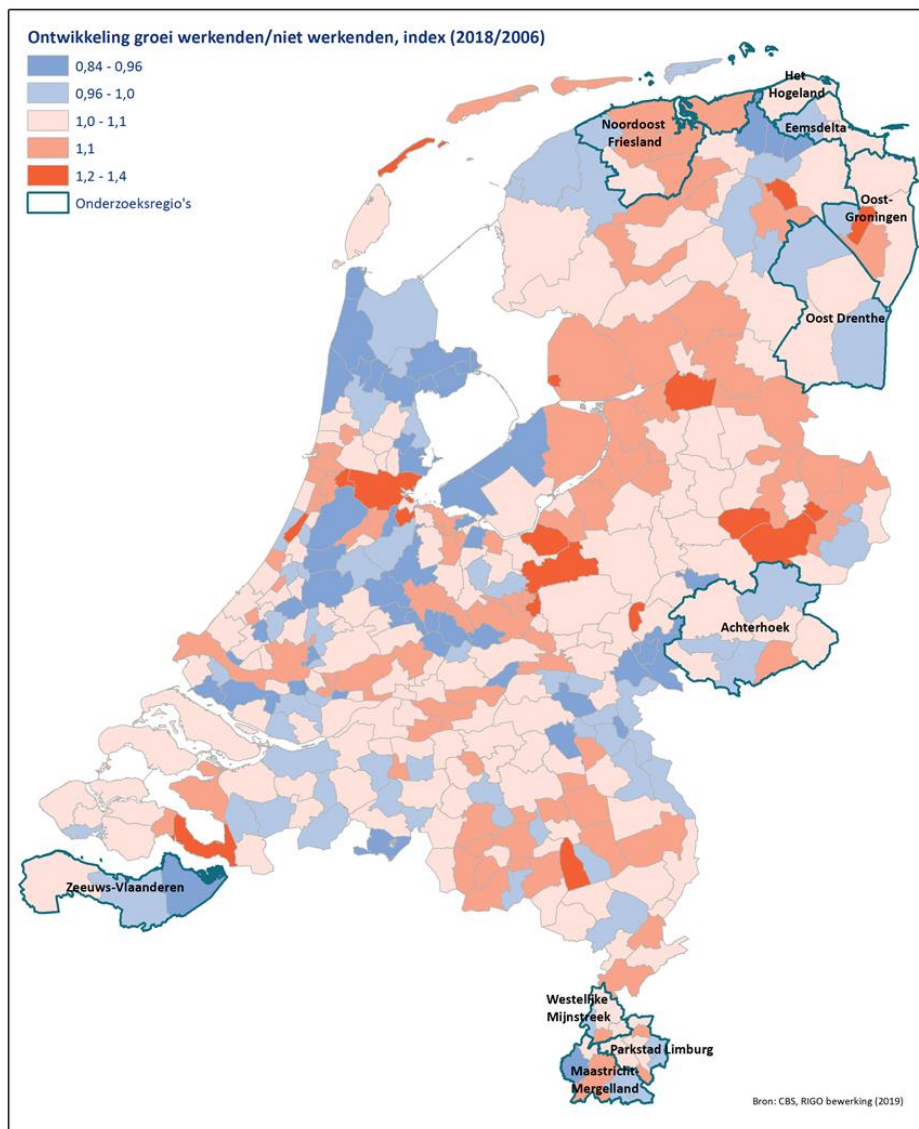 Ontwikkeling groei werkenden/niet werkenden, index (2018/2006)
0,84 - 0,96
0,96 - 1,0
1,0 - 1,1
1,1
1,2 - 1,4
Onderzoeksregio's
Het
Hogeland
Noordoost
Friesland
Eemsdelta
Oost-
Groningen
Oost Drenthe
Achterhoek
Zeeuws-Vlaanderen
Westelijke
Mijnstreek
Parkstad Limburg
Maastricht-
Mergelland
Bron: CBS, RIGO bewerking (2019)